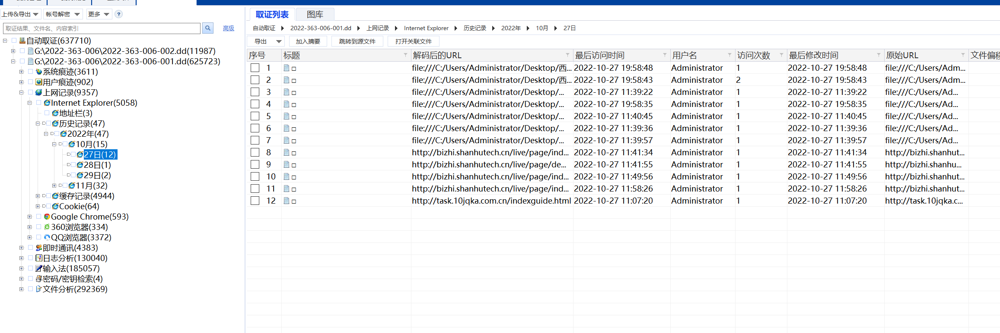 上传&导出 帐号解密 更多 ?
取证结果、文件名、内容索引 高级
自动取证(637710)
G:\2022-363-006\2022-363-006-002.dd(11987)
G:\2022-363-006\2022-363-006-001.dd(625723)
系统痕迹(3611)
用户痕迹(902)
上网记录(9357)
Internet Explorer(5058)
地址栏(3)
历史记录(47)
2022年(47)
10月(15)
27日(12)
28日(1)
29日(2)
11月(32)
缓存记录(4944)
Cookie(64)
Google Chrome(593)
360浏览器(334)
QQ浏览器(3372)
即时通讯(4383)
日志分析(130040)
输入法(185057)
密码/密钥检索(4)
文件分析(292369)
取证列表 图库
自动取证 2022-363-006-001.dd 上网记录 Internet Explorer 历史记录 2022年 10月 27日
导出 加入摘要 跳转到源文件 打开关联文件
序号 标题 解码后的URL 最后访问时间 用户名 访问次数 最后修改时间 原始URL 文件偏移
1 file:///C:/Users/Administrator/Desktop/西... 2022-10-27 19:58:48 Administrator 1 2022-10-27 19:58:48 file:///C:/Users/Adm...
2 file:///C:/Users/Administrator/Desktop/西... 2022-10-27 19:58:43 Administrator 2 2022-10-27 19:58:43 file:///C:/Users/Adm...
3 file:///C:/Users/Administrator/Desktop/... 2022-10-27 11:39:22 Administrator 1 2022-10-27 11:39:22 file:///C:/Users/Ad...
4 file:///C:/Users/Administrator/Desktop/... 2022-10-27 19:58:35 Administrator 1 2022-10-27 19:58:35 file:///C:/Users/Ad...
5 file:///C:/Users/Administrator/Desktop/... 2022-10-27 11:40:45 Administrator 1 2022-10-27 11:40:45 file:///C:/Users/Ad...
6 file:///C:/Users/Administrator/Desktop/... 2022-10-27 11:39:36 Administrator 1 2022-10-27 11:39:36 file:///C:/Users/Ad...
7 file:///C:/Users/Administrator/Desktop/... 2022-10-27 11:39:57 Administrator 1 2022-10-27 11:39:57 file:///C:/Users/Ad...
8 http://bizhi.shanhutech.cn/live/page/ind... 2022-10-27 11:41:34 Administrator 1 2022-10-27 11:41:34 http://bizhi.shanhut...
9 http://bizhi.shanhutech.cn/live/page/de... 2022-10-27 11:41:55 Administrator 1 2022-10-27 11:41:55 http://bizhi.shanhu...
10 http://bizhi.shanhutech.cn/live/page/ind... 2022-10-27 11:49:56 Administrator 1 2022-10-27 11:49:56 http://bizhi.shanhut...
11 http://bizhi.shanhutech.cn/live/page/ind... 2022-10-27 11:58:26 Administrator 1 2022-10-27 11:58:26 http://bizhi.shanhut...
12 http://task.10jqka.com.cn/indexguide.html 2022-10-27 11:07:20 Administrator 1 2022-10-27 11:07:20 http://task.10jqka.c...